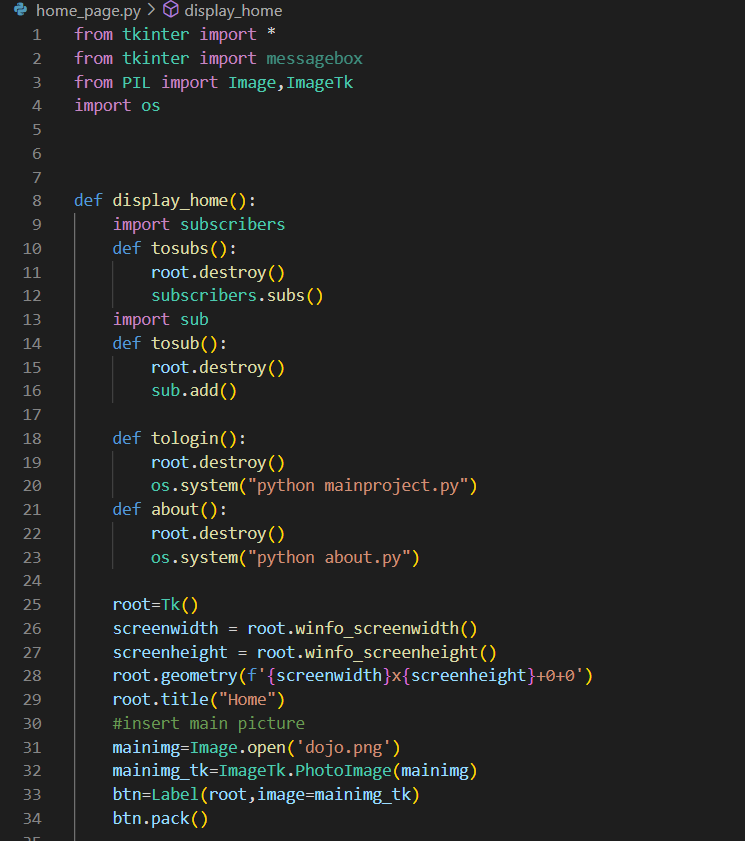 home_page.py > display_home
1 from tkinter import *
2 from tkinter import messagebox
3 from PIL import Image,ImageTk
4 import os
5
6
7
8 def display_home():
9     import subscribers
10     def tosubs():
11         root.destroy()
12         subscribers.subs()
13     import sub
14     def tosub():
15         root.destroy()
16         sub.add()
17
18     def tologin():
19         root.destroy()
20         os.system("python mainproject.py")
21     def about():
22         root.destroy()
23         os.system("python about.py")
24
25     root=Tk()
26     screenwidth = root.winfo_screenwidth()
27     screenheight = root.winfo_screenheight()
28     root.geometry(f'{screenwidth}x{screenheight}+0+0')
29     root.title("Home")
30     #insert main picture
31     mainimg=Image.open('dojo.png')
32     mainimg_tk=ImageTk.PhotoImage(mainimg)
33     btn=Label(root,image=mainimg_tk)
34     btn.pack()